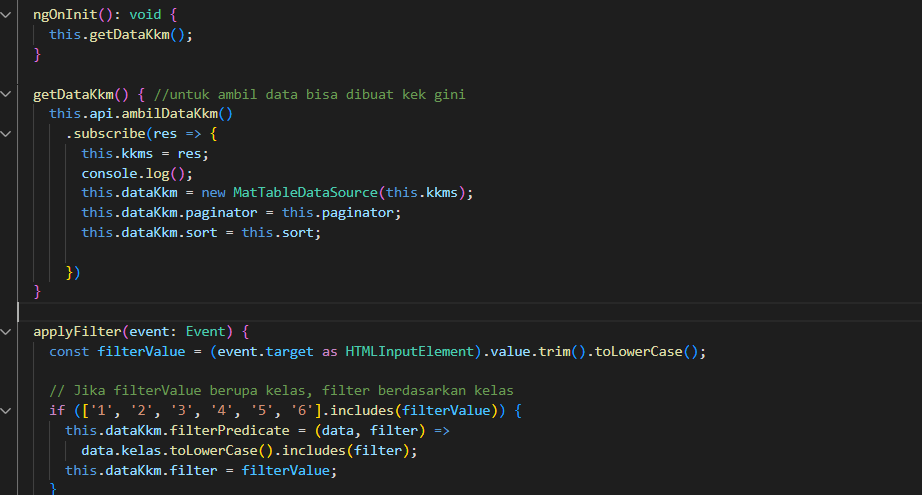 ngOnInit(): void {
this.getDataKkm();
}
getDataKkm() { //untuk ambil data bisa dibuat kek gini
this.api.ambilDataKkm()
.subscribe(res => {
this.kkms = res;
console.log();
this.dataKkm = new MatTableDataSource(this.kkms);
this.dataKkm.paginator = this.paginator;
this.dataKkm.sort = this.sort;
})
}
applyFilter(event: Event) {
const filterValue = (event.target as HTMLInputElement).value.trim().toLowerCase();
// Jika filterValue berupa kelas, filter berdasarkan kelas
if (['1', '2', '3', '4', '5', '6'].includes(filterValue)) {
this.dataKkm.filterPredicate = (data, filter) =>
data.kelas.toLowerCase().includes(filter);
this.dataKkm.filter = filterValue;
}